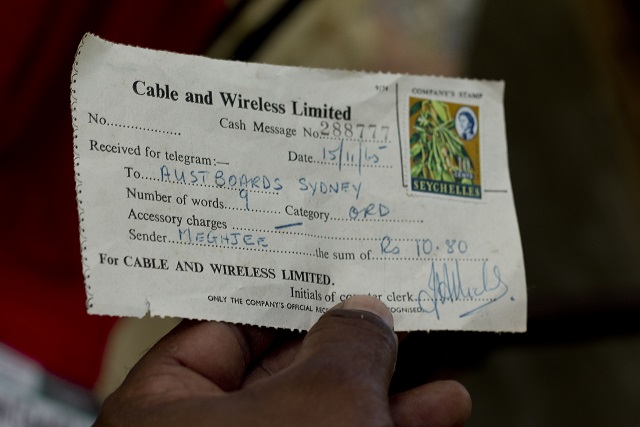 Cable and Wireless Limited
COMPANY'S STAMP
No................... Cash Message No. 288777
Received for telegram:— Date 15/11/65
To AUSTBOARDS SYDNEY
Number of words 9 Category ORD
Accessory charges —
Sender MEGHJEE the sum of Rs 10.80
For CABLE AND WIRELESS LIMITED.
Initials of counter clerk
ONLY THE COMPANY'S OFFICIAL
SEYCHELLES